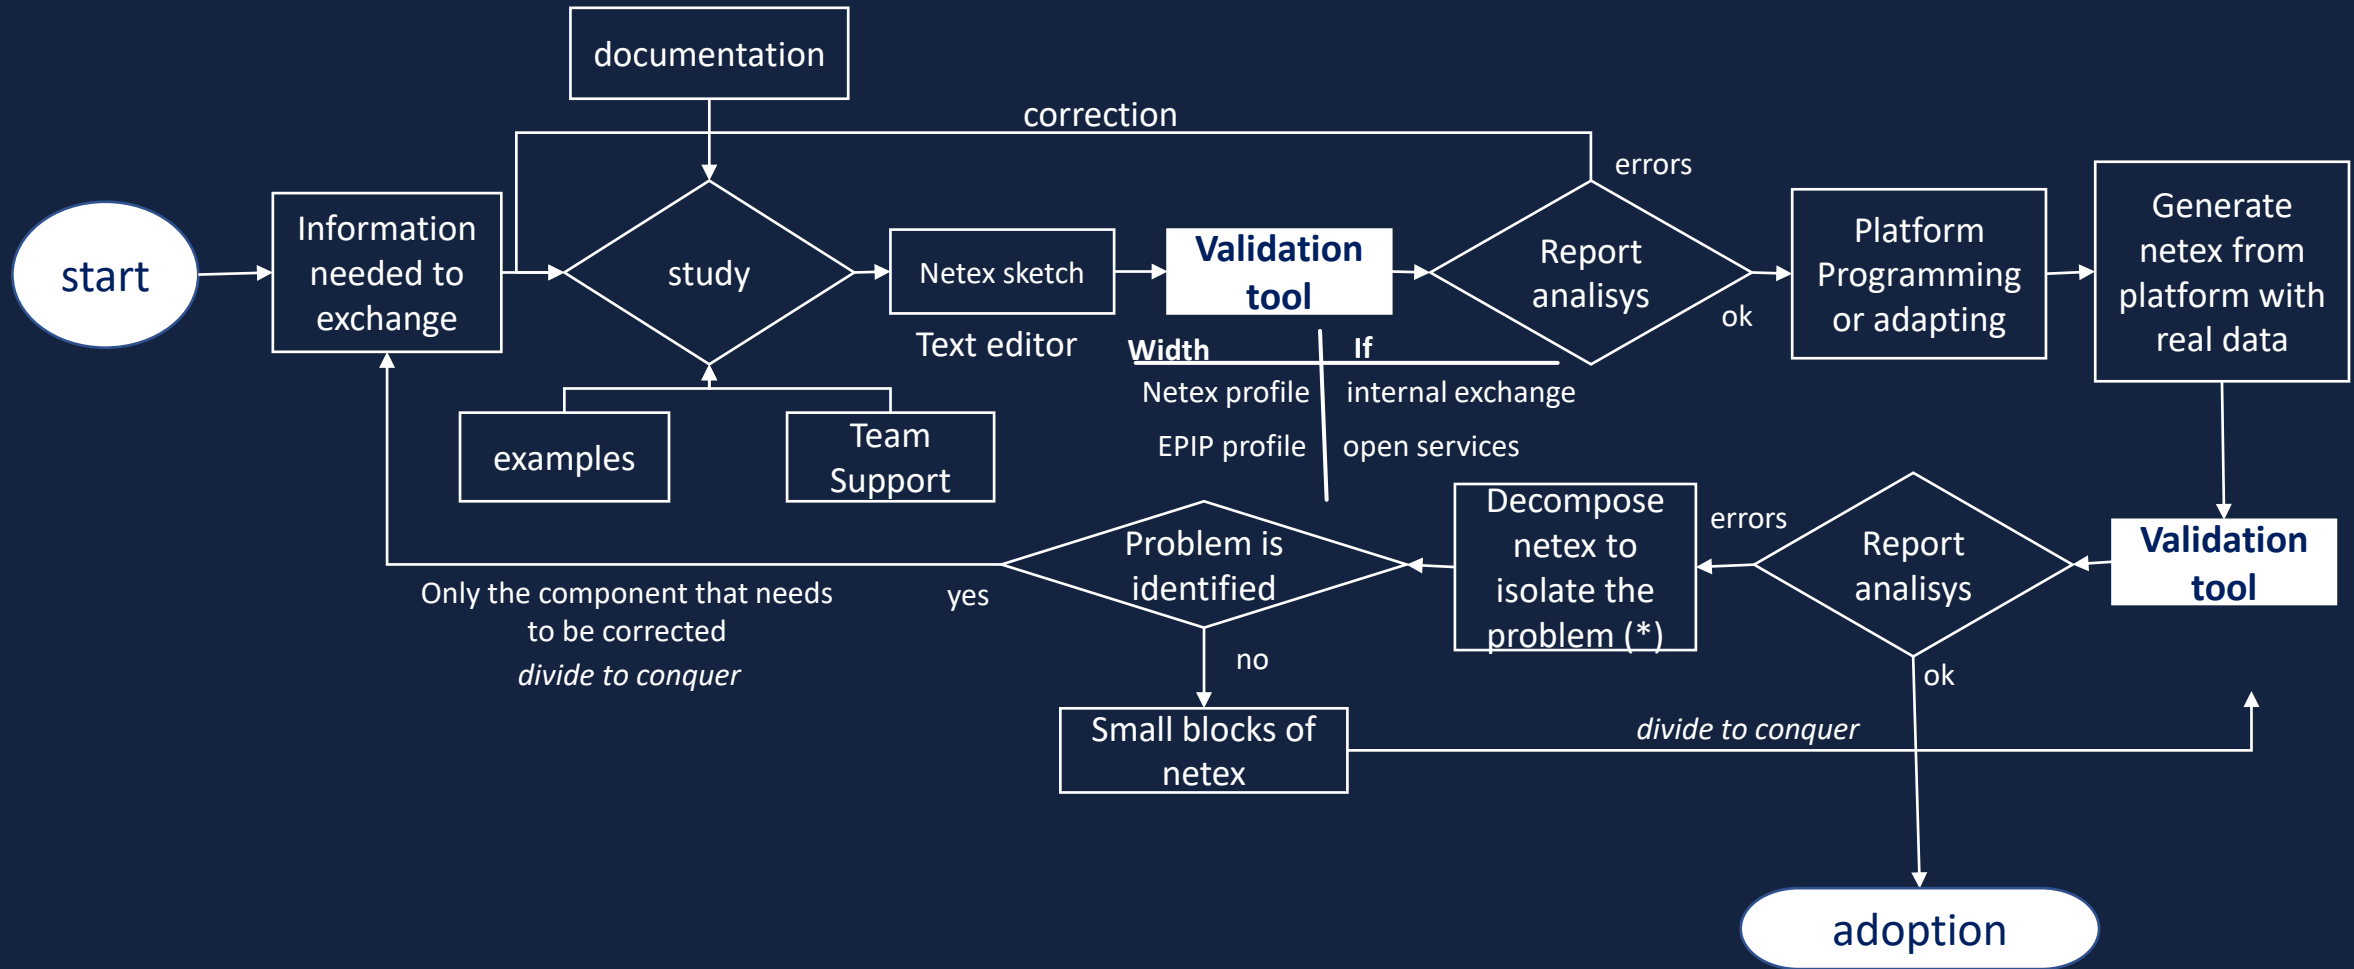 documentation
correction
errors
start
Information
needed to
exchange
study
Netex sketch
Text editor
Validation
tool
Report
analisys
ok
Platform
Programming
or adapting
Generate
netex from
platform with
real data
examples
Team
Support
Width
If
Netex profile
internal exchange
EPIP profile
open services
Validation
tool
Report
analisys
errors
ok
Decompose
netex to
isolate the
problem (*)
Problem is
identified
yes
no
Only the component that needs
to be corrected
divide to conquer
Small blocks of
netex
divide to conquer
adoption